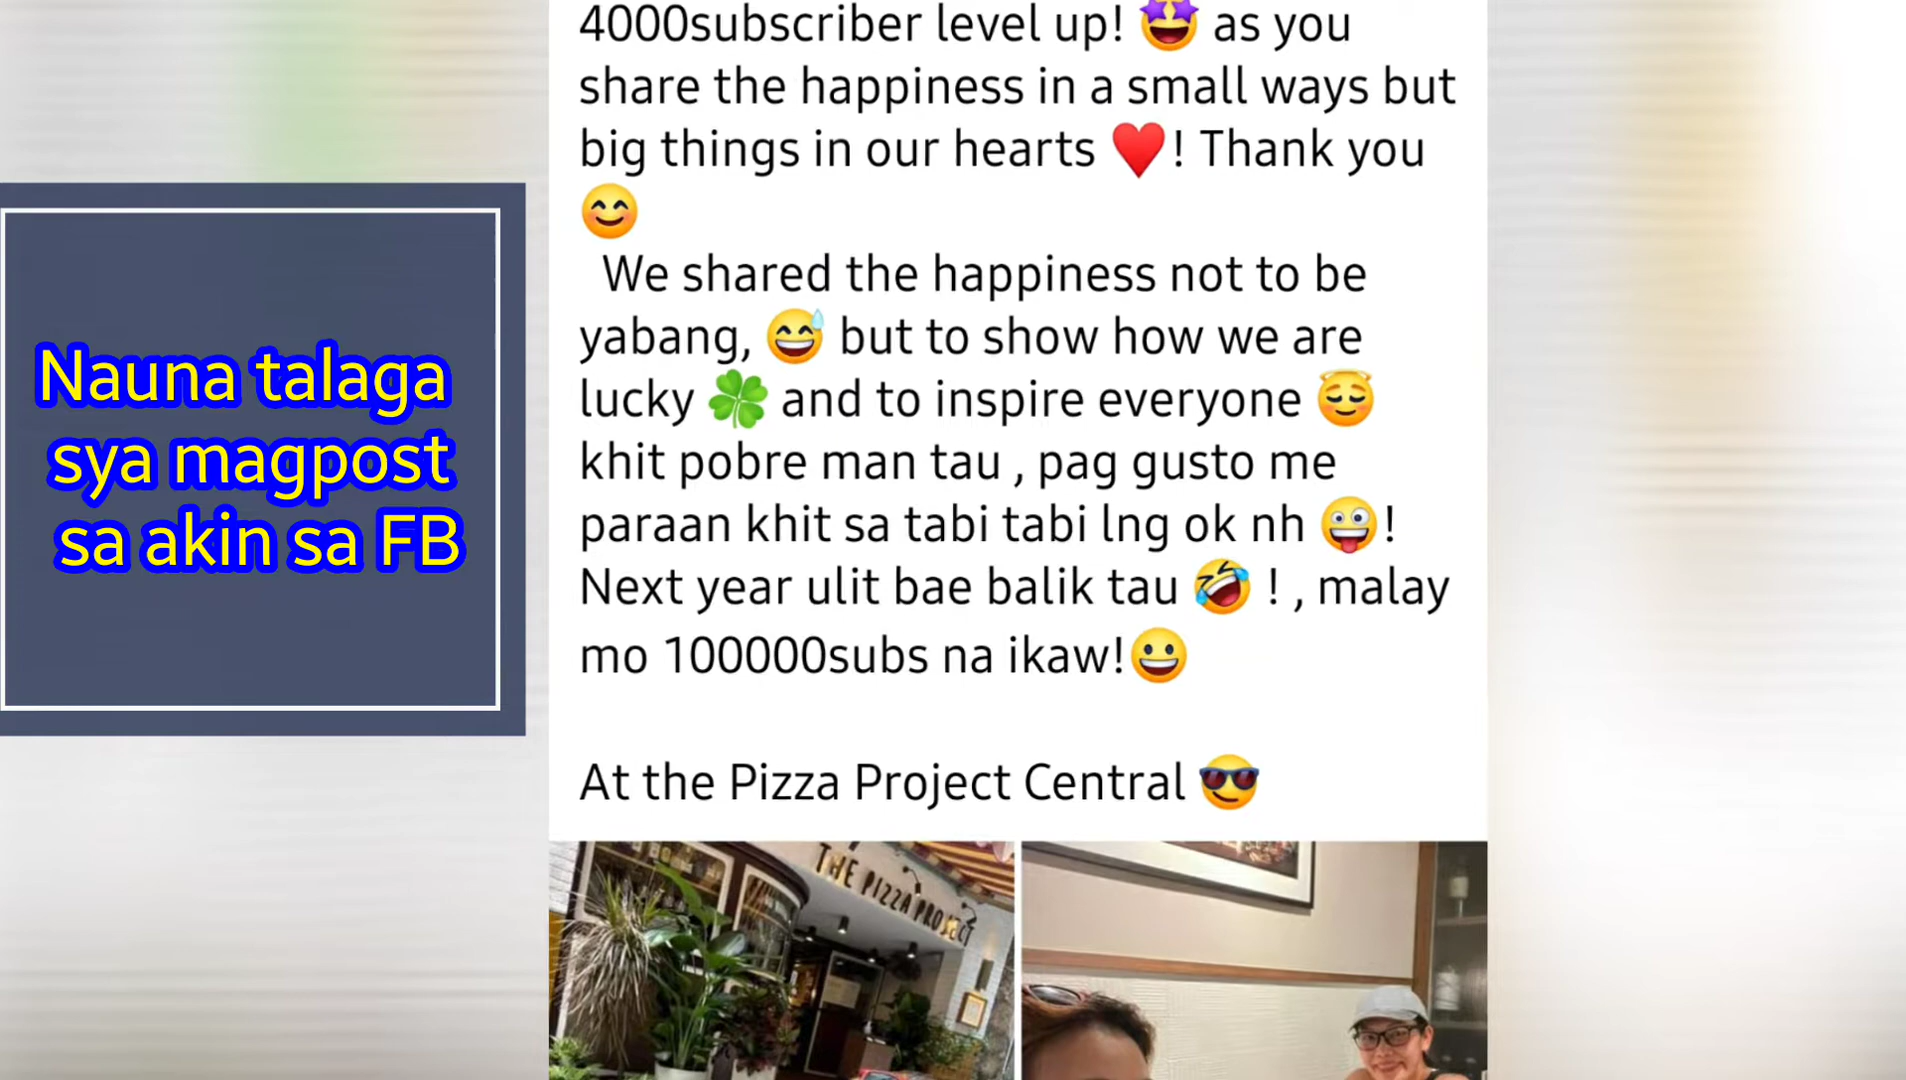 Nauna talaga
sya magpost
sa akin sa FB
4000subscriber level up! 🤩 as you
share the happiness in a small ways but
big things in our hearts ♥️! Thank you
😊
We shared the happiness not to be
yabang, 😅 but to show how we are
lucky 🍀 and to inspire everyone 😇
khit pobre man tau , pag gusto me
paraan khit sa tabi tabi lng ok nh 🤪!
Next year ulit bae balik tau 🤣 ! , malay
mo 100000subs na ikaw!😀
At the Pizza Project Central 😎
THE PIZZA PROJECT